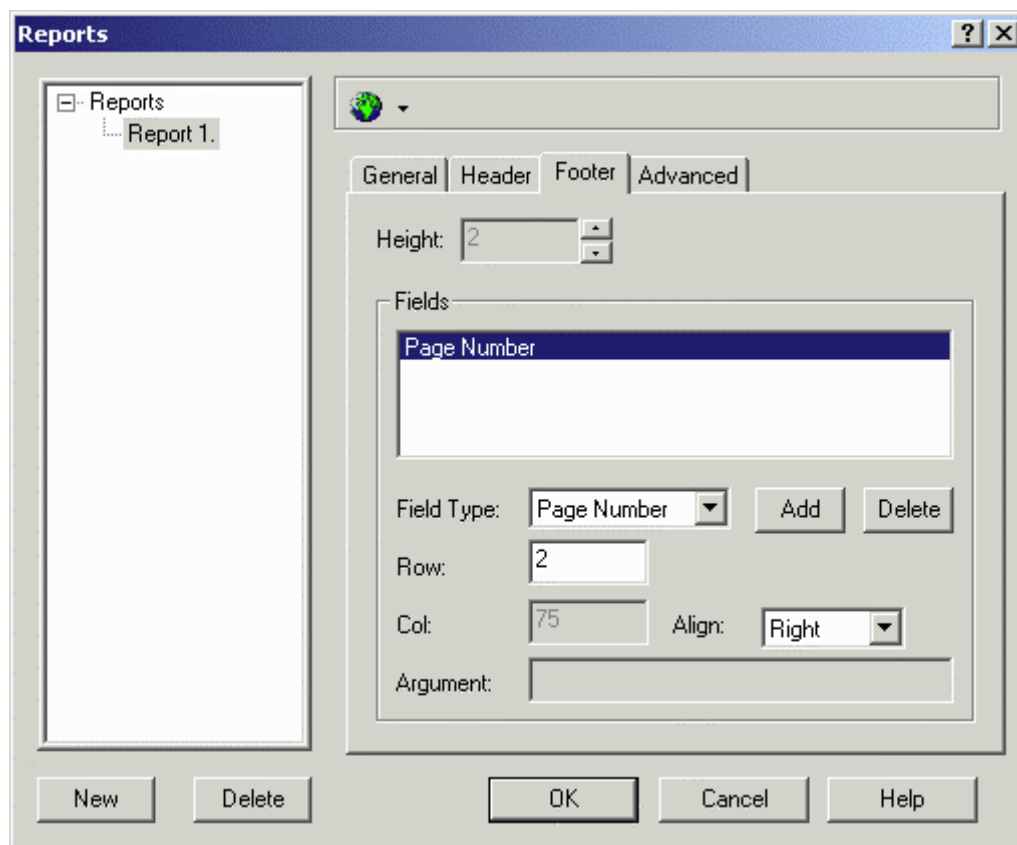 Reports
Reports
Report 1.
General Header Footer Advanced
Height: 2
Fields
Page Number
Field Type: Page Number Add Delete
Row: 2
Col: 75 Align: Right
Argument:
New Delete OK Cancel Help